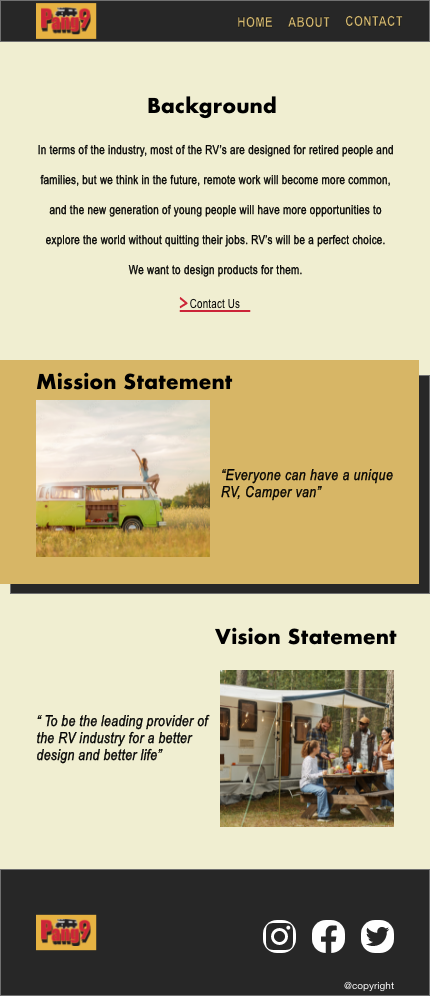 Pang9
HOME ABOUT CONTACT
Background
In terms of the industry, most of the RV's are designed for retired people and
families, but we think in the future, remote work will become more common,
and the new generation of young people will have more opportunities to
explore the world without quitting their jobs. RV's will be a perfect choice.
We want to design products for them.
Contact Us
Mission Statement
“Everyone can have a unique
RV, Camper van”
Vision Statement
“ To be the leading provider of
the RV industry for a better
design and better life”
Pang9
@copyright